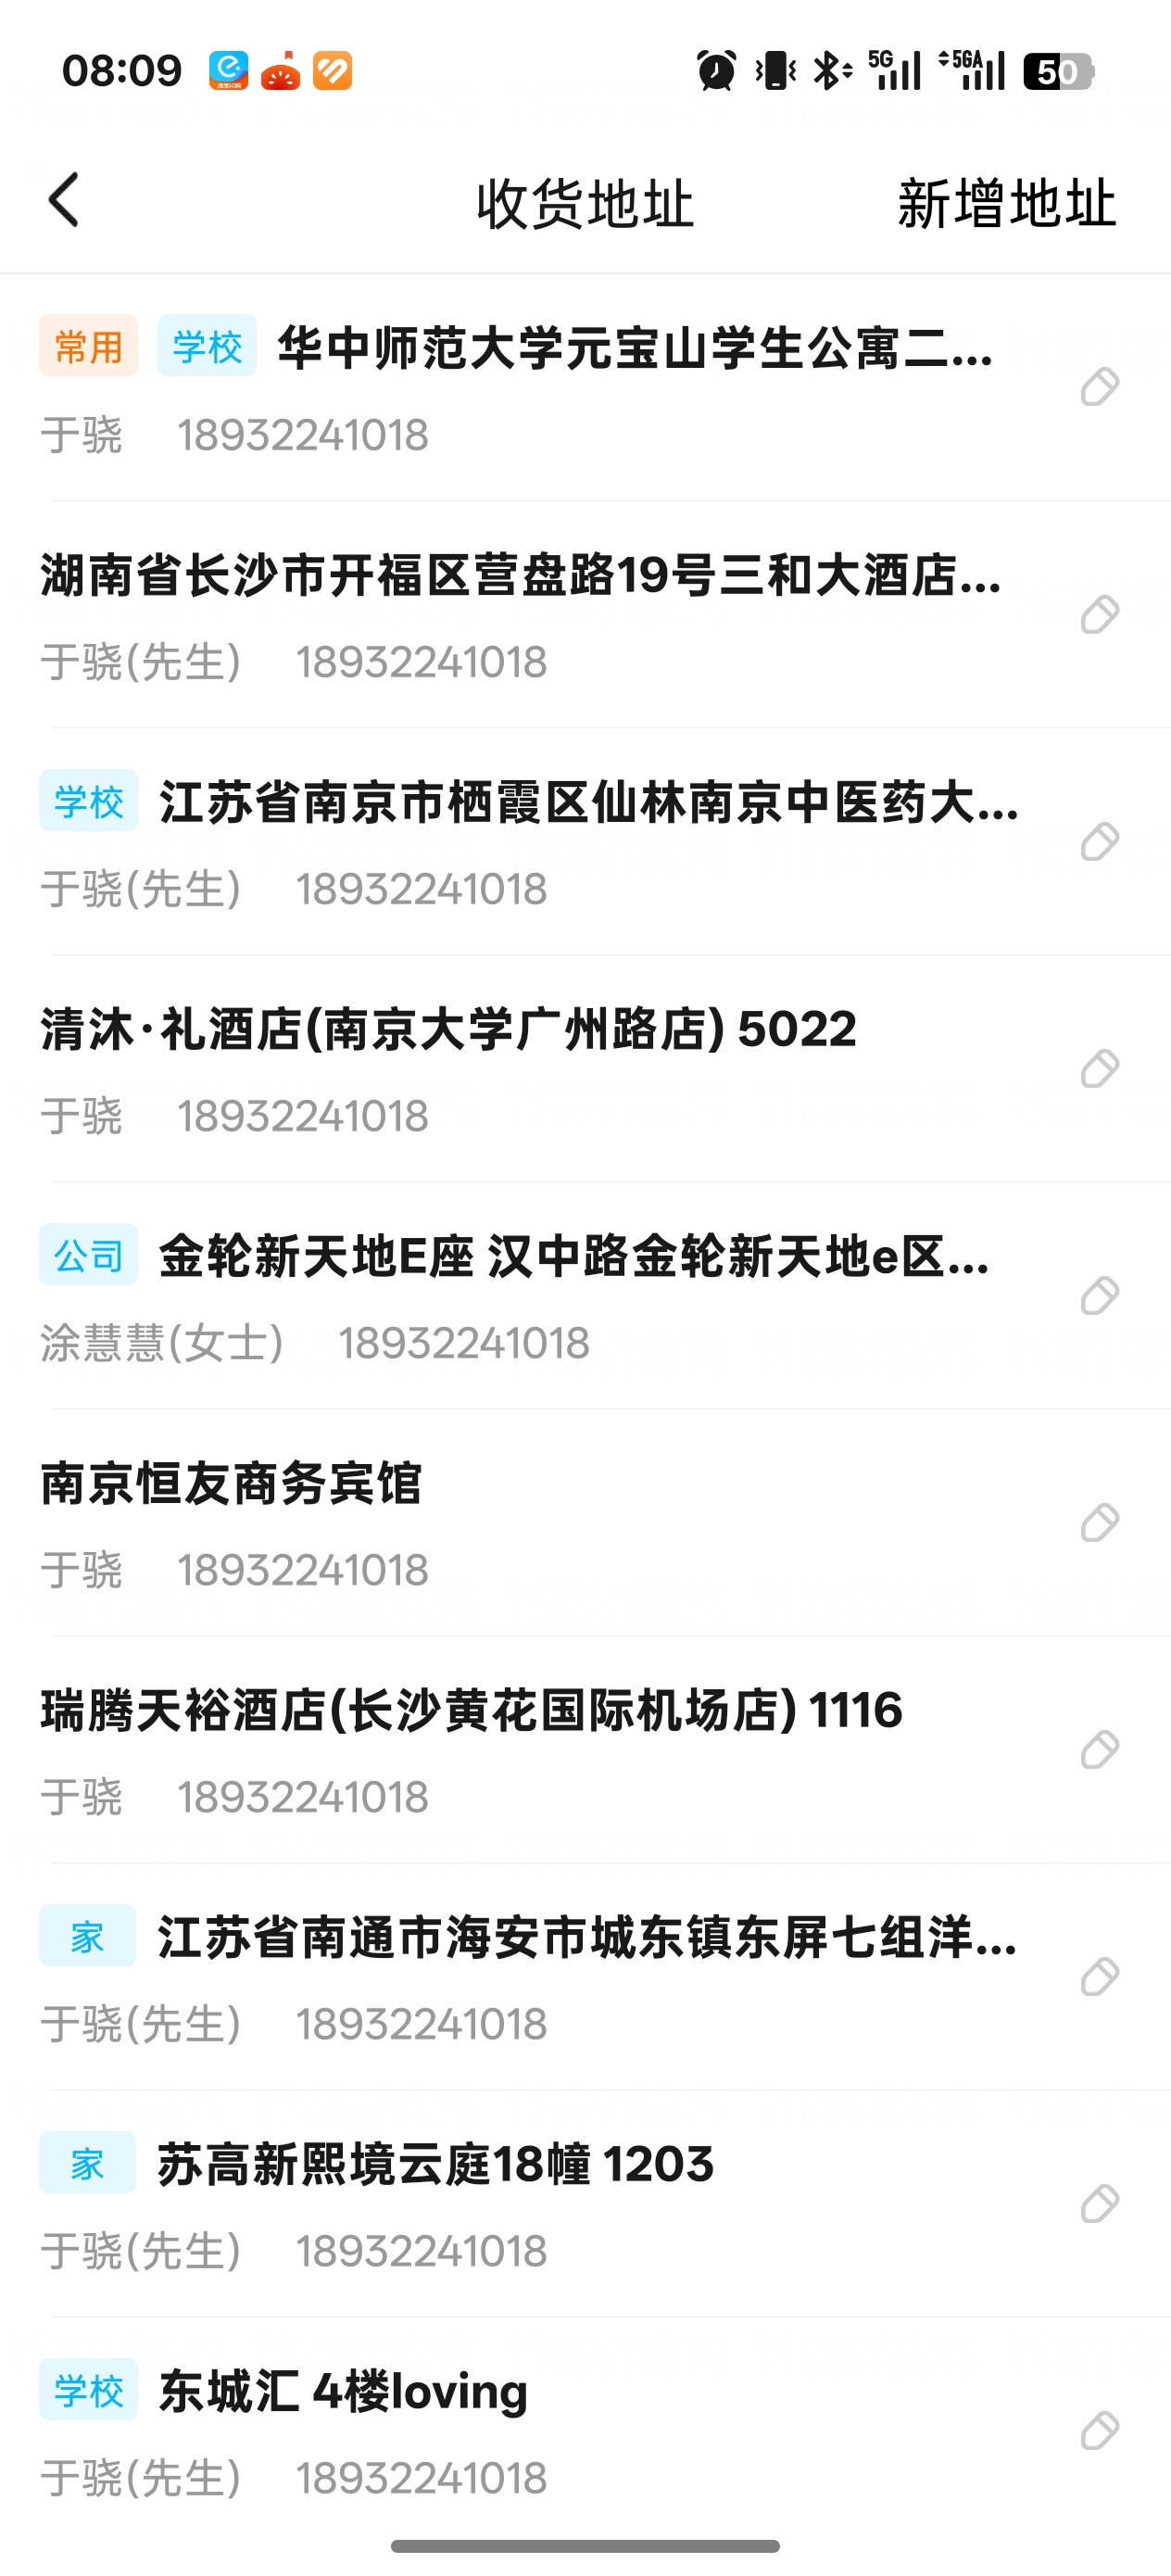 08:09 5G 5GA 50
收货地址 新增地址
常用 学校 华中师范大学元宝山学生公寓二...
于骁 18932241018
湖南省长沙市开福区营盘路19号三和大酒店...
于骁(先生) 18932241018
学校 江苏省南京市栖霞区仙林南京中医药大...
于骁(先生) 18932241018
清沐·礼酒店(南京大学广州路店) 5022
于骁 18932241018
公司 金轮新天地E座 汉中路金轮新天地e区...
涂慧慧(女士) 18932241018
南京恒友商务宾馆
于骁 18932241018
瑞腾天裕酒店(长沙黄花国际机场店) 1116
于骁 18932241018
家 江苏省南通市海安市城东镇东屏七组洋...
于骁(先生) 18932241018
家 苏高新熙境云庭18幢 1203
于骁(先生) 18932241018
学校 东城汇 4楼loving
于骁(先生) 18932241018